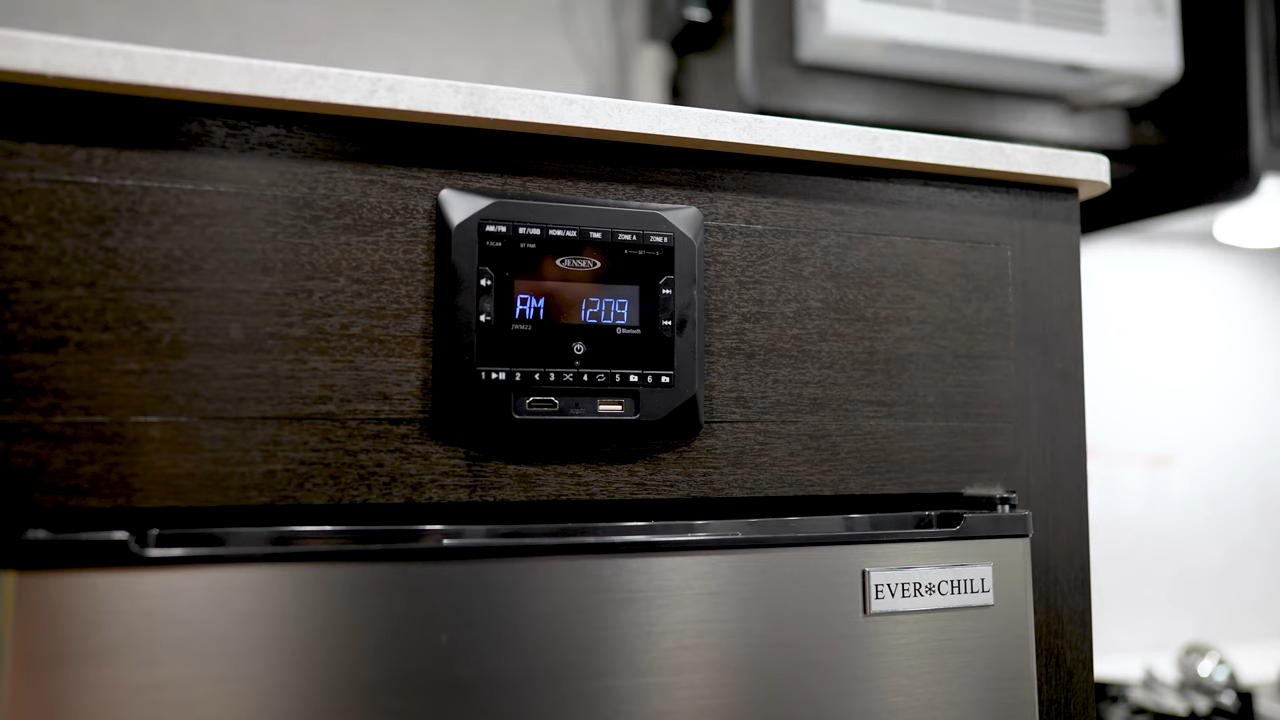 AM/FM BT/USB HDMI/AUX TIME ZONE A ZONE B
P.SCAN BT PAIR A SET S
JENSEN
AM 1209
JWM22 Bluetooth
1 2 3 4 5 6
EVER❄CHILL